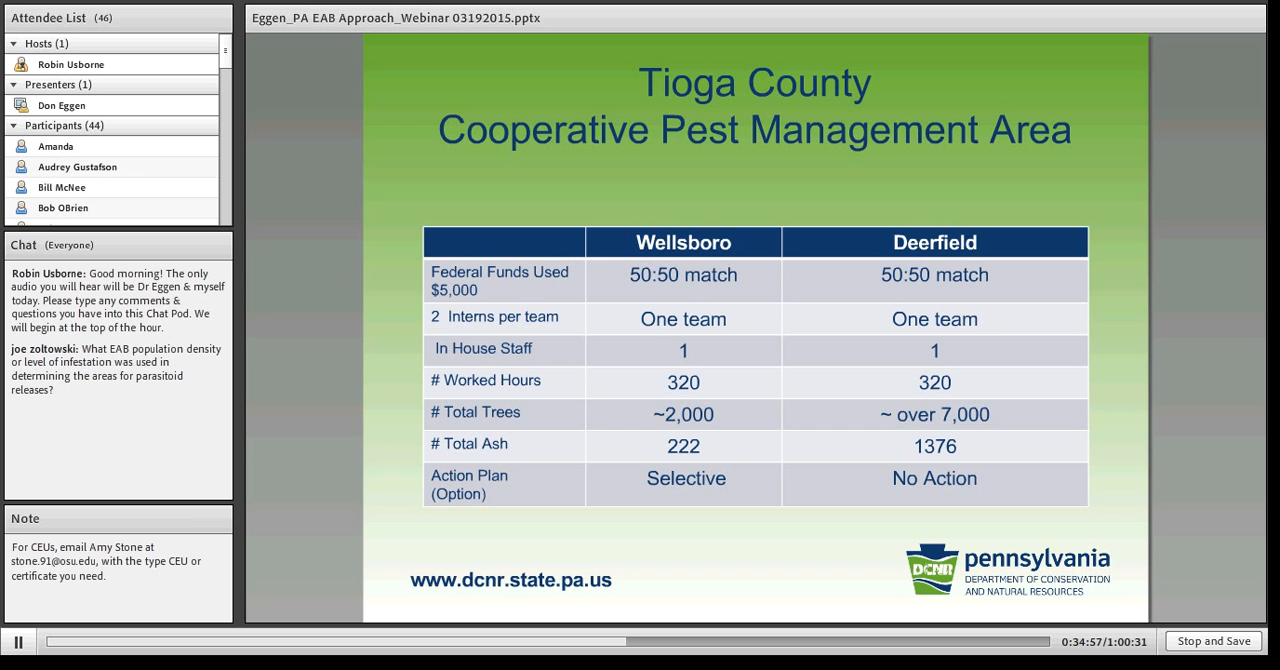 Attendee List (46)
Hosts (1)
Robin Usborne
Presenters (1)
Don Eggen
Participants (44)
Amanda
Audrey Gustafson
Bill McNee
Bob OBrien
Chat (Everyone)
Robin Usborne: Good morning! The only
audio you will hear will be Dr Eggen & myself
today. Please type any comments &
questions you have into this Chat Pod. We
will begin at the top of the hour.
joe zoltowski: What EAB population density
or level of infestation was used in
determining the areas for parasitoid
releases?
Note
For CEUs, email Amy Stone at
stone.91@osu.edu, with the type CEU or
certificate you need.
Eggen_PA EAB Approach_Webinar 03192015.pptx
Tioga County
Cooperative Pest Management Area
Wellsboro Deerfield
Federal Funds Used
$5,000 50:50 match 50:50 match
2 Interns per team One team One team
In House Staff 1 1
# Worked Hours 320 320
# Total Trees ~2,000 ~ over 7,000
# Total Ash 222 1376
Action Plan
(Option) Selective No Action
www.dcnr.state.pa.us
DCNR
pennsylvania
DEPARTMENT OF CONSERVATION
AND NATURAL RESOURCES
0:34:57/1:00:31
Stop and Save